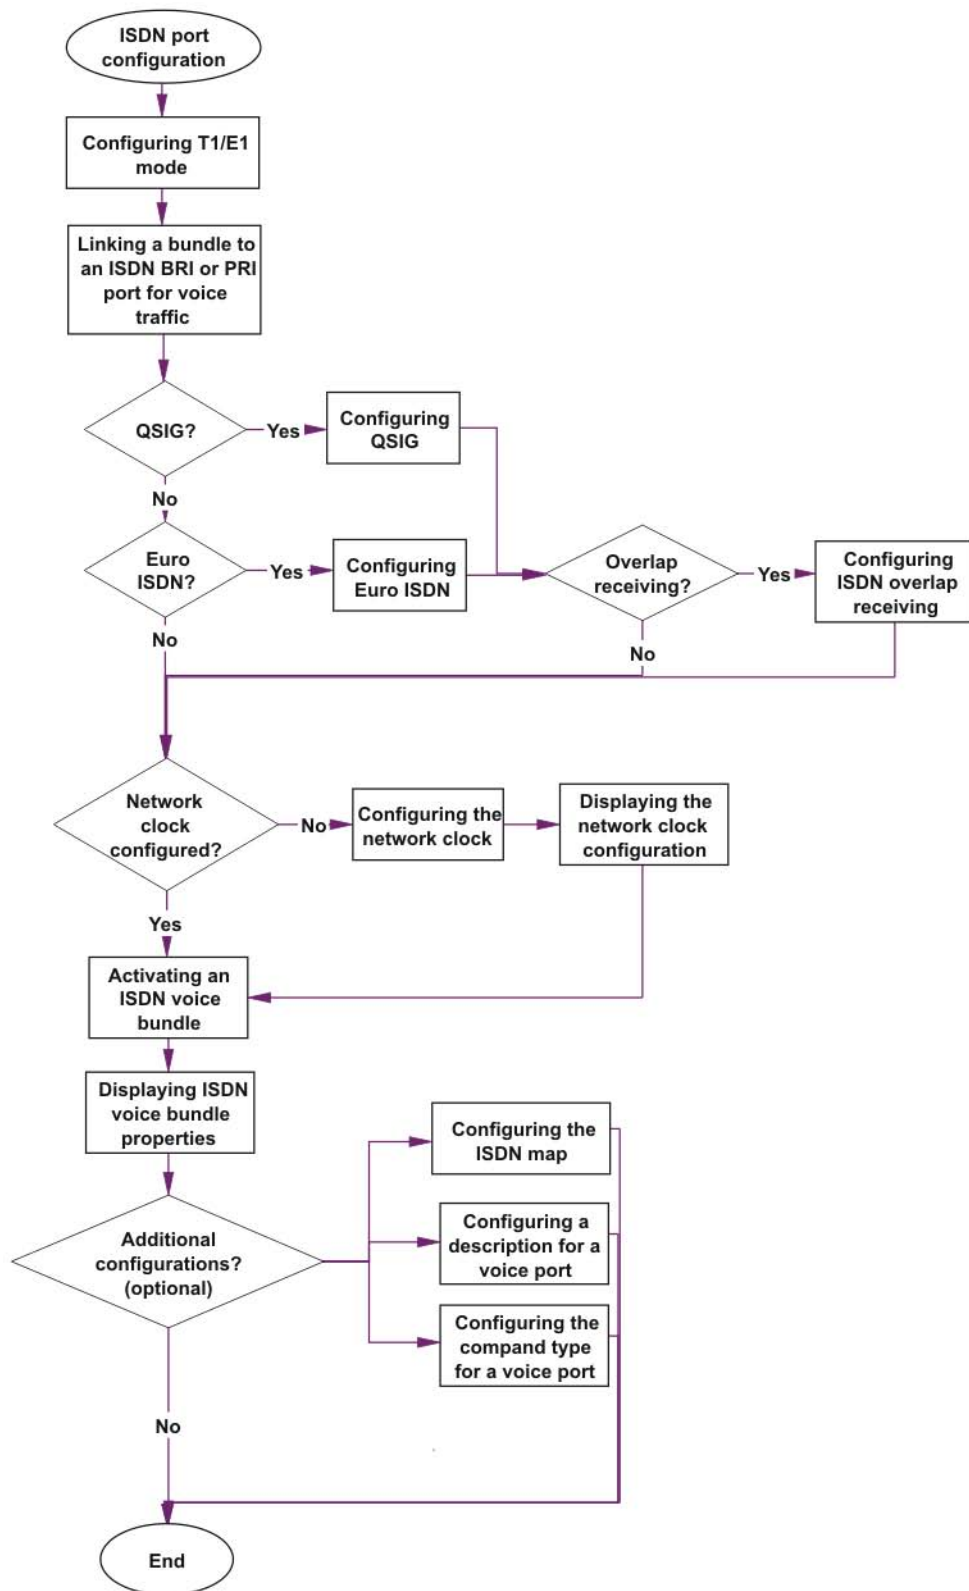 ISDN port
configuration
Configuring T1/E1
mode
Linking a bundle to
an ISDN BRI or PRI
port for voice
traffic
QSIG?
Yes
Configuring
QSIG
No
Euro
ISDN?
Yes
Configuring
Euro ISDN
Overlap
receiving?
Yes
Configuring
ISDN overlap
receiving
No
No
Network
clock
configured?
No
Configuring the
network clock
Displaying the
network clock
configuration
Yes
Activating an
ISDN voice
bundle
Displaying ISDN
voice bundle
properties
Additional
configurations?
(optional)
Configuring the
ISDN map
Configuring a
description for a
voice port
Configuring the
compand type
for a voice port
No
End